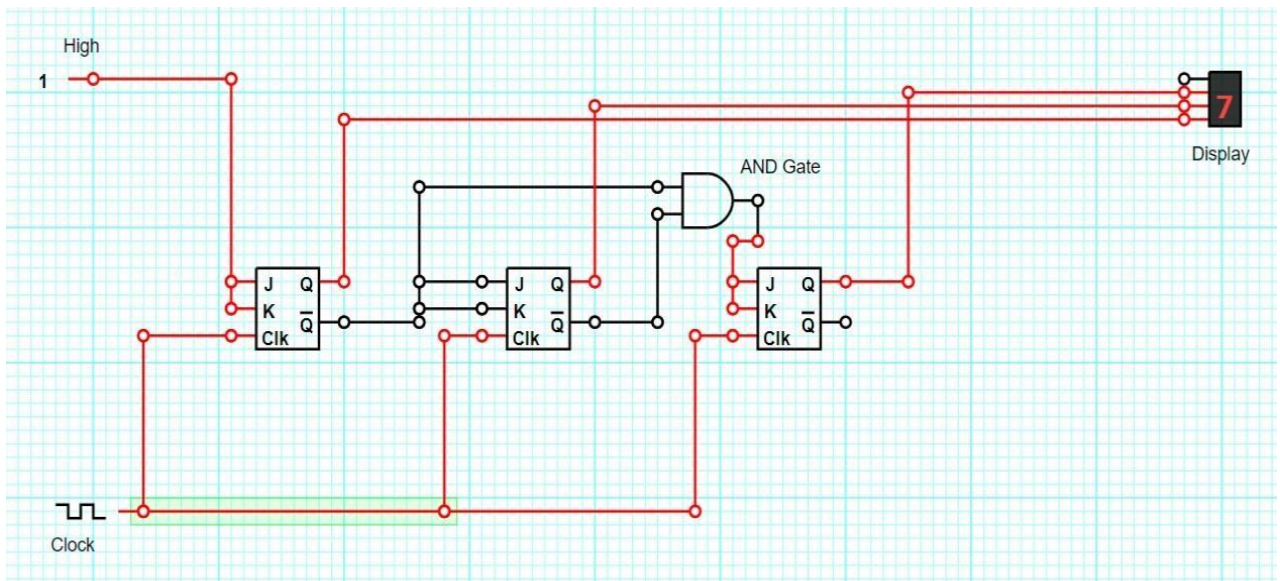 High
1
7
Display
AND Gate
J Q
K
Q
Clk
J Q
K
Q
Clk
J Q
K
Q
Clk
Clock